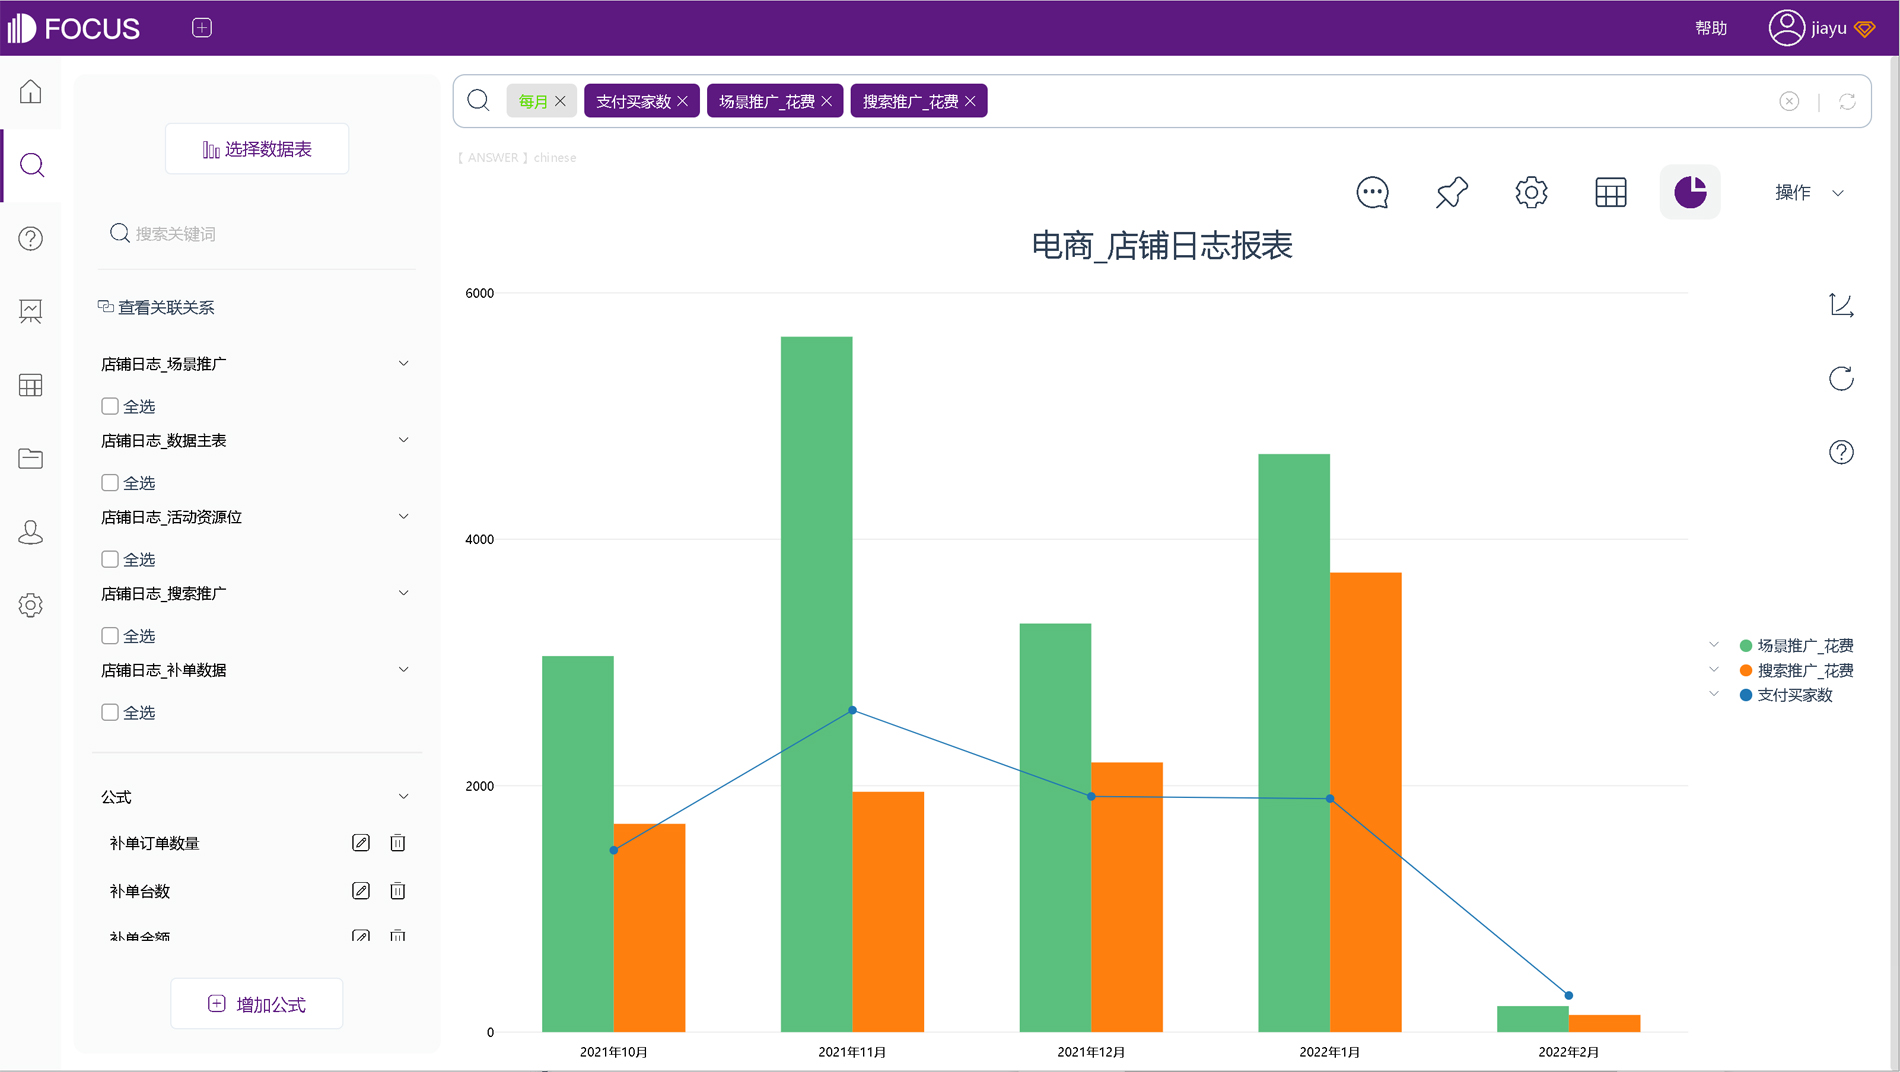 FOCUS
帮助
jiayu
每月
支付买家数
场景推广_花费
搜索推广_花费
选择数据表
搜索关键词
查看关联关系
店铺日志_场景推广
全选
店铺日志_数据主表
全选
店铺日志_活动资源位
全选
店铺日志_搜索推广
全选
店铺日志_补单数据
全选
公式
补单订单数量
补单台数
补单金额
增加公式
【 ANSWER 】chinese
操作
电商_店铺日志报表
6000
4000
2000
0
2021年10月
2021年11月
2021年12月
2022年1月
2022年2月
场景推广_花费
搜索推广_花费
支付买家数